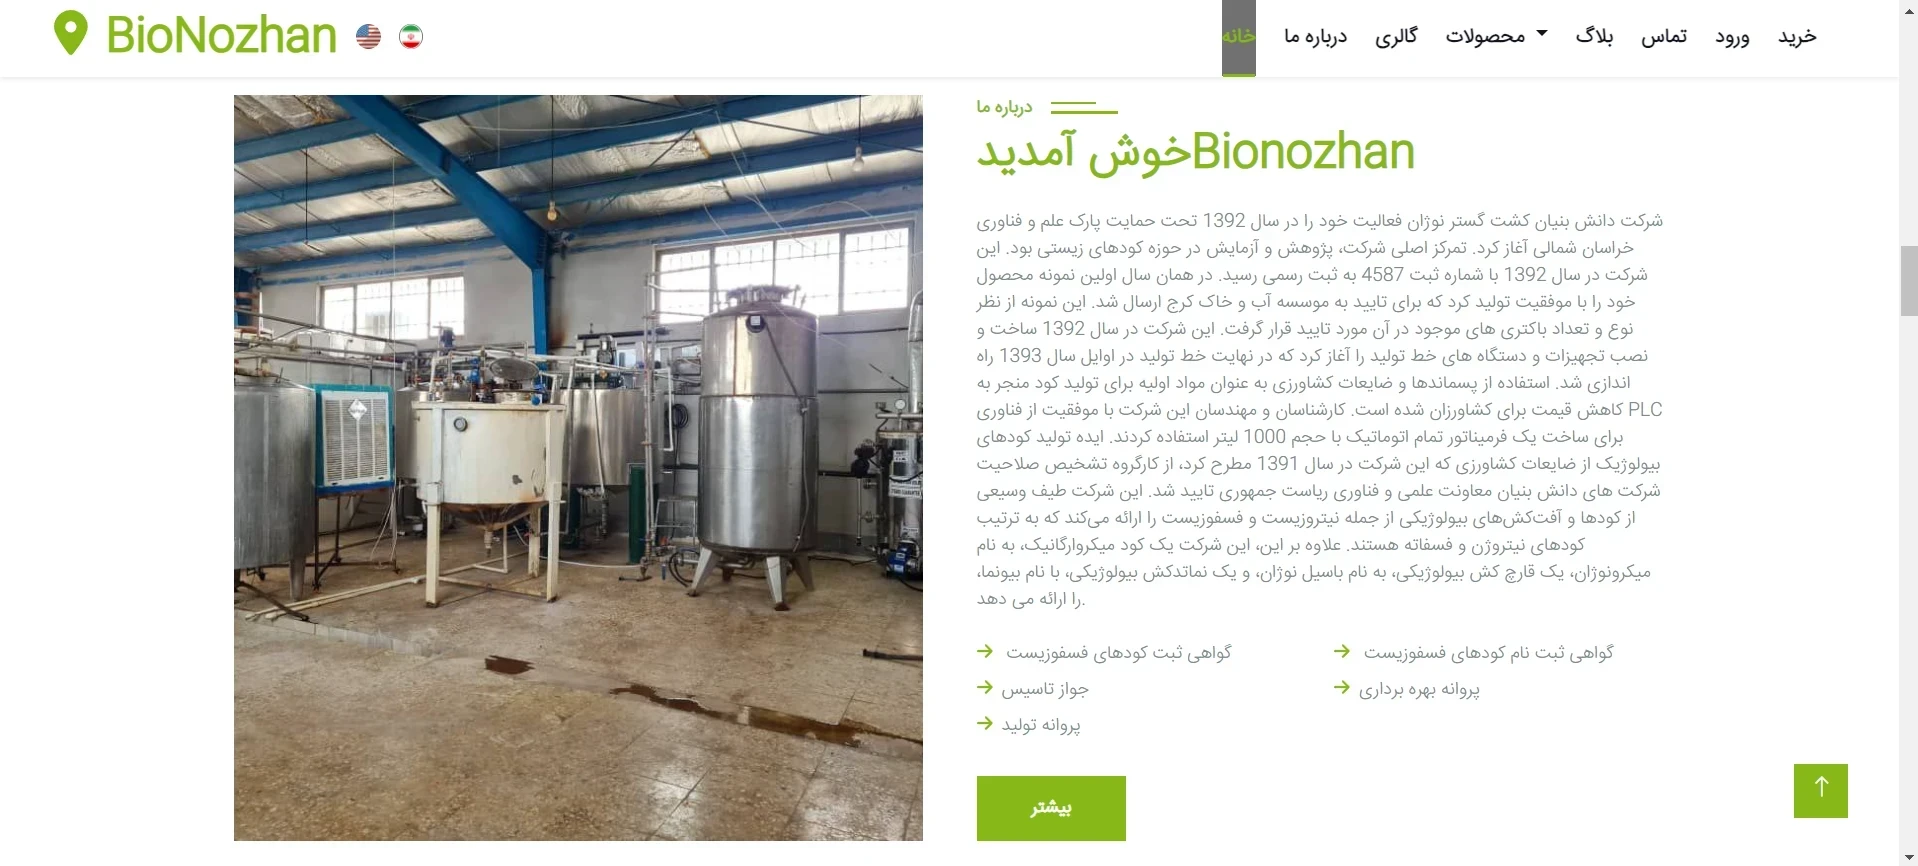 BioNozhan
خانه
درباره ما
گالری
محصولات
بلاگ
تماس
ورود
خرید
درباره ما
خوش آمدیدBionozhan
شرکت دانش بنیان کشت گستر نوژان فعالیت خود را در سال 1392 تحت حمایت پارک علم و فناوری
خراسان شمالی آغاز کرد. تمرکز اصلی شرکت، پژوهش و آزمایش در حوزه کودهای زیستی بود. این
شرکت در سال 1392 با شماره ثبت 4587 به ثبت رسمی رسید. در همان سال اولین نمونه محصول
خود را با موفقیت تولید کرد که برای تایید به موسسه آب و خاک کرج ارسال شد. این نمونه از نظر
نوع و تعداد باکتری های موجود در آن مورد تایید قرار گرفت. این شرکت در سال 1392 ساخت و
نصب تجهیزات و دستگاه های خط تولید را آغاز کرد که در نهایت خط تولید در اوایل سال 1393 راه
اندازی شد. استفاده از پسماندها و ضایعات کشاورزی به عنوان مواد اولیه برای تولید کود منجر به
کاهش قیمت برای کشاورزان شده است. کارشناسان و مهندسان این شرکت با موفقیت از فناوری PLC
برای ساخت یک فرمیناتور تمام اتوماتیک با حجم 1000 لیتر استفاده کردند. ایده تولید کودهای
بیولوژیک از ضایعات کشاورزی که این شرکت در سال 1391 مطرح کرد، از کارگروه تشخیص صلاحیت
شرکت های دانش بنیان معاونت علمی و فناوری ریاست جمهوری تایید شد. این شرکت طیف وسیعی
از کودها و آفت‌کش‌های بیولوژیکی از جمله نیتروزیست و فسفوزیست را ارائه می‌کند که به ترتیب
کودهای نیتروژن و فسفاته هستند. علاوه بر این، این شرکت یک کود میکروارگانیک، به نام
میکرونوژان، یک قارچ کش بیولوژیکی، به نام باسیل نوژان، و یک نماتدکش بیولوژیکی، با نام بیونما،
را ارائه می دهد.
گواهی ثبت کودهای فسفوزیست
گواهی ثبت نام کودهای فسفوزیست
جواز تاسیس
پروانه بهره برداری
پروانه تولید
بیشتر